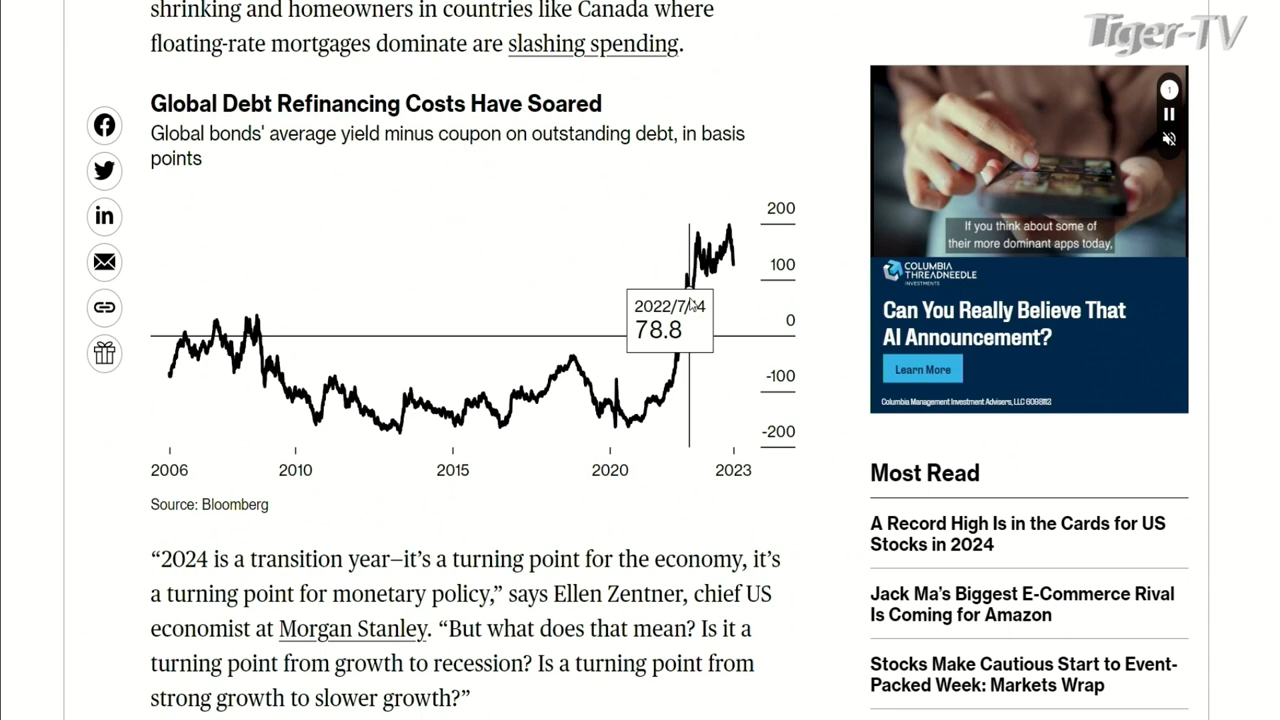 shrinking and homeowners in countries like Canada where
floating-rate mortgages dominate are slashing spending.
Global Debt Refinancing Costs Have Soared
Global bonds' average yield minus coupon on outstanding debt, in basis
points
200
100
0
-100
-200
2022/7/
78.8
2006
2010
2015
2020
2023
Source: Bloomberg
“2024 is a transition year—it’s a turning point for the economy, it’s
a turning point for monetary policy,” says Ellen Zentner, chief US
economist at Morgan Stanley. “But what does that mean? Is it a
turning point from growth to recession? Is a turning point from
strong growth to slower growth?”
Tiger-TV
1
If you think about some of
their more dominant apps today,
COLUMBIA
THREADNEEDLE
INVESTMENTS
Can You Really Believe That
AI Announcement?
Learn More
Columbia Management Investment Advisers, LLC
Most Read
A Record High Is in the Cards for US
Stocks in 2024
Jack Ma’s Biggest E-Commerce Rival
Is Coming for Amazon
Stocks Make Cautious Start to Event-
Packed Week: Markets Wrap